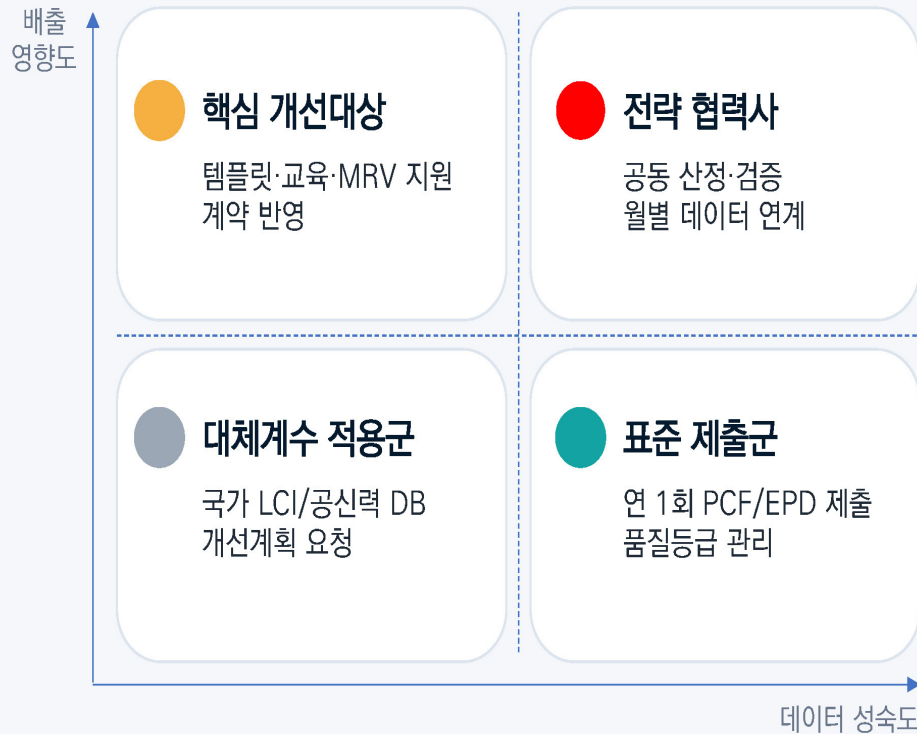 배출
영향도
핵심 개선대상
템플릿·교육·MRV 지원
계약 반영
전략 협력사
공동 산정·검증
월별 데이터 연계
대체계수 적용군
국가 LCI/공신력 DB
개선계획 요청
표준 제출군
연 1회 PCF/EPD 제출
품질등급 관리
데이터 성숙도